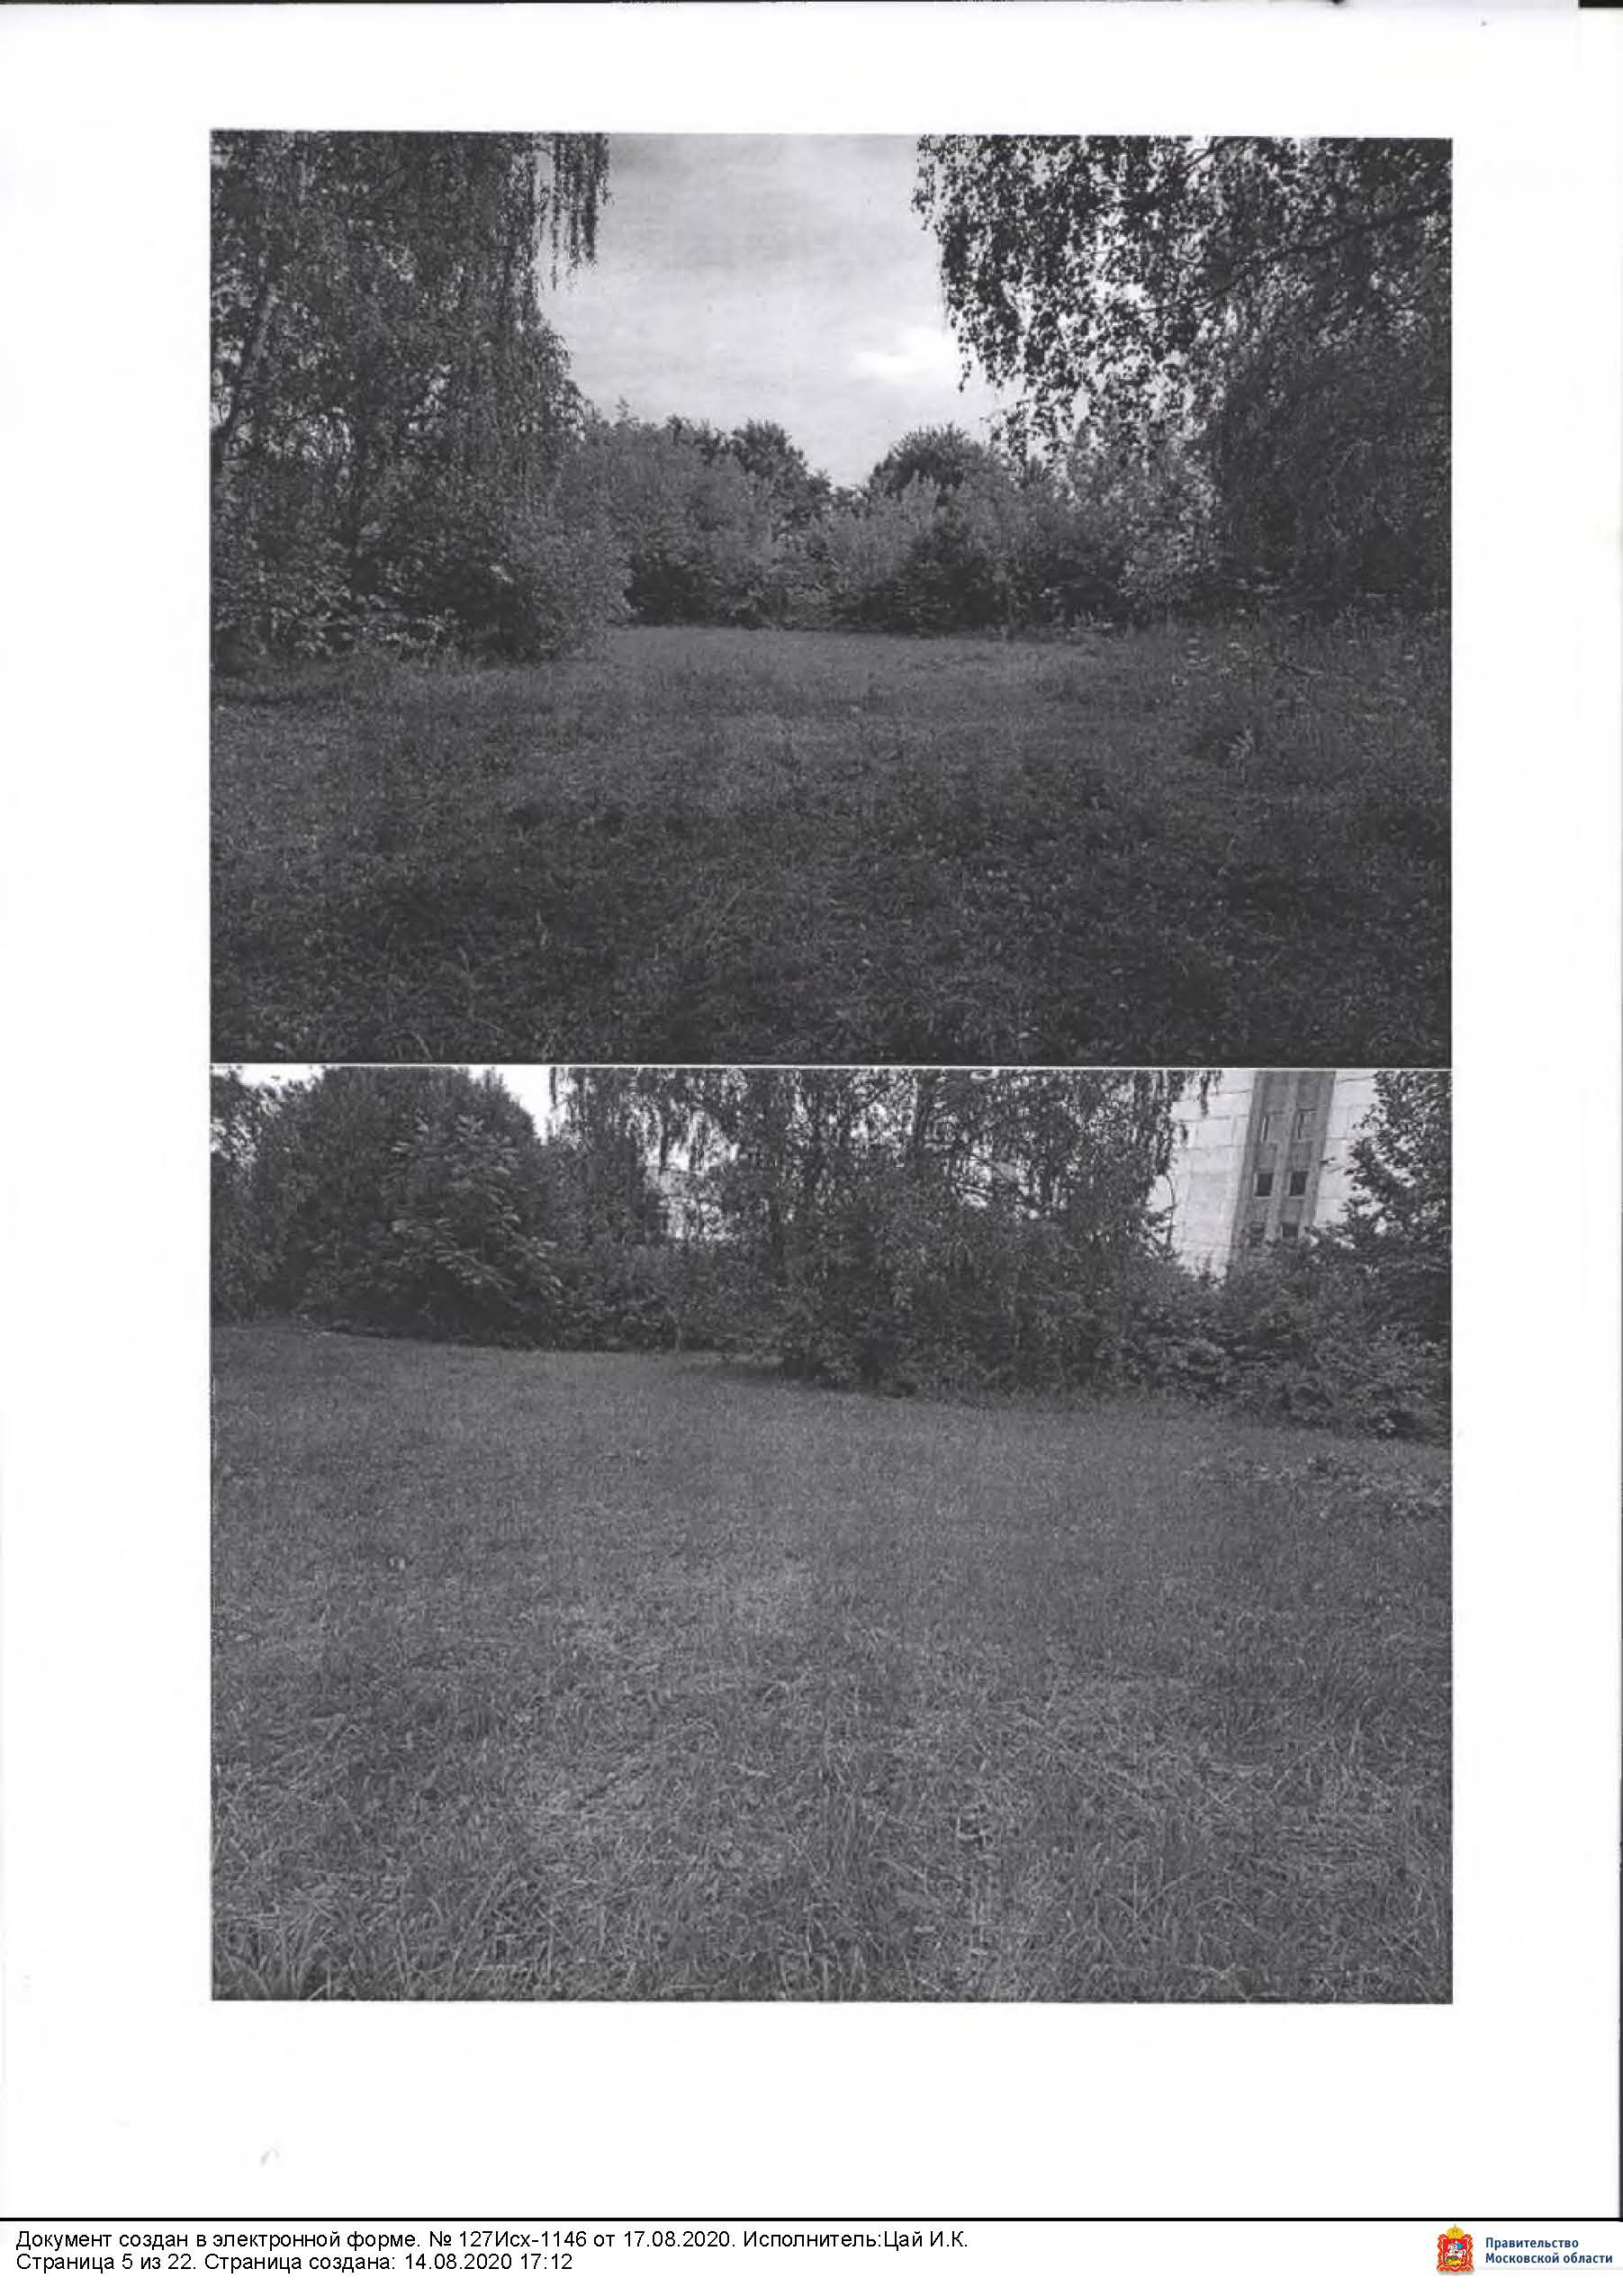 Документ создан в электронной форме. № 127Исх-1146 от 17.08.2020. Исполнитель:Цай И.К.
Страница 5 из 22. Страница создана: 14.08.2020 17:12
Правительство
Московской области